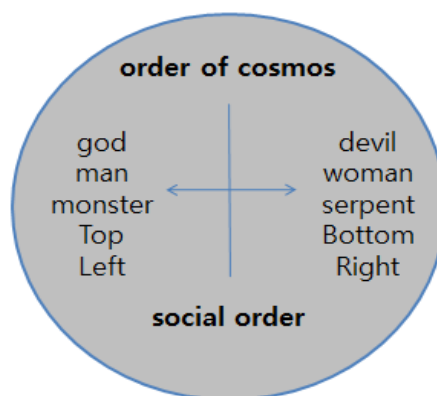 order of cosmos
god
man
monster
Top
Left
devil
woman
serpent
Bottom
Right
social order